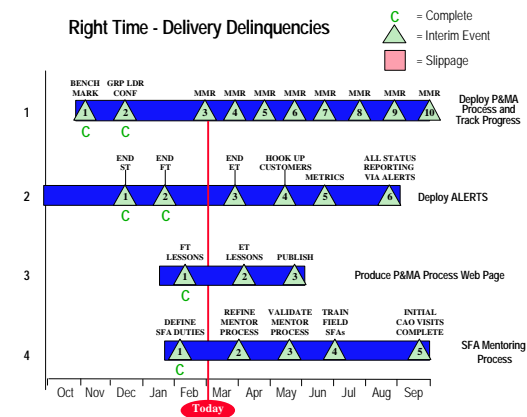 Right Time - Delivery Delinquencies
C = Complete
= Interim Event
= Slippage
BENCH MARK
GRP LDR CONF
MMR MMR MMR MMR MMR MMR MMR MMR
1
1 2 3 4 5 6 7 8 9 10
Deploy P&MA
Process and
Track Progress
C C
END ST
END FT
END ET
HOOK UP CUSTOMERS
METRICS
ALL STATUS REPORTING VIA ALERTS
2
1 2 3 4 5 6
Deploy ALERTS
C C
FT LESSONS
ET LESSONS
PUBLISH
3
1 2 3
Produce P&MA Process Web Page
C
DEFINE SFA DUTIES
REFINE MENTOR PROCESS
VALIDATE MENTOR PROCESS
TRAIN FIELD SFAs
INITIAL CAO VISITS COMPLETE
4
1 2 3 4 5
SFA Mentoring
Process
C
Oct Nov Dec Jan Feb Mar Apr May Jun Jul Aug Sep
Today